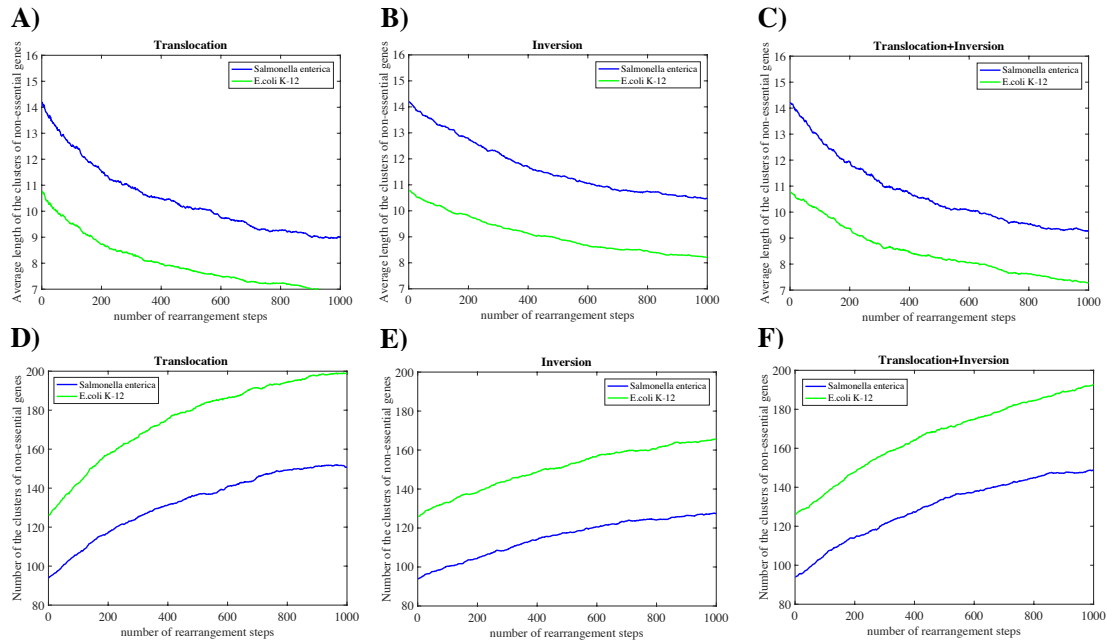 A)
Translocation
Average length of the clusters of non-essential genes
16
15
14
13
12
11
10
9
8
7
Salmonella enterica
E.coli K-12
0 200 400 600 800 1000
number of rearrangement steps
B)
Inversion
Average length of the clusters of non-essential genes
16
15
14
13
12
11
10
9
8
7
Salmonella enterica
E.coli K-12
0 200 400 600 800 1000
number of rearrangement steps
C)
Translocation+Inversion
Average length of the clusters of non-essential genes
16
15
14
13
12
11
10
9
8
7
Salmonella enterica
E.coli K-12
0 200 400 600 800 1000
number of rearrangement steps
D)
Translocation
Number of the clusters of non-essential genes
200
180
160
140
120
100
80
Salmonella enterica
E.coli K-12
0 200 400 600 800 1000
number of rearrangement steps
E)
Inversion
Number of the clusters of non-essential genes
200
180
160
140
120
100
80
Salmonella enterica
E.coli K-12
0 200 400 600 800 1000
number of rearrangement steps
F)
Translocation+Inversion
Number of the clusters of non-essential genes
200
180
160
140
120
100
80
Salmonella enterica
E.coli K-12
0 200 400 600 800 1000
number of rearrangement steps